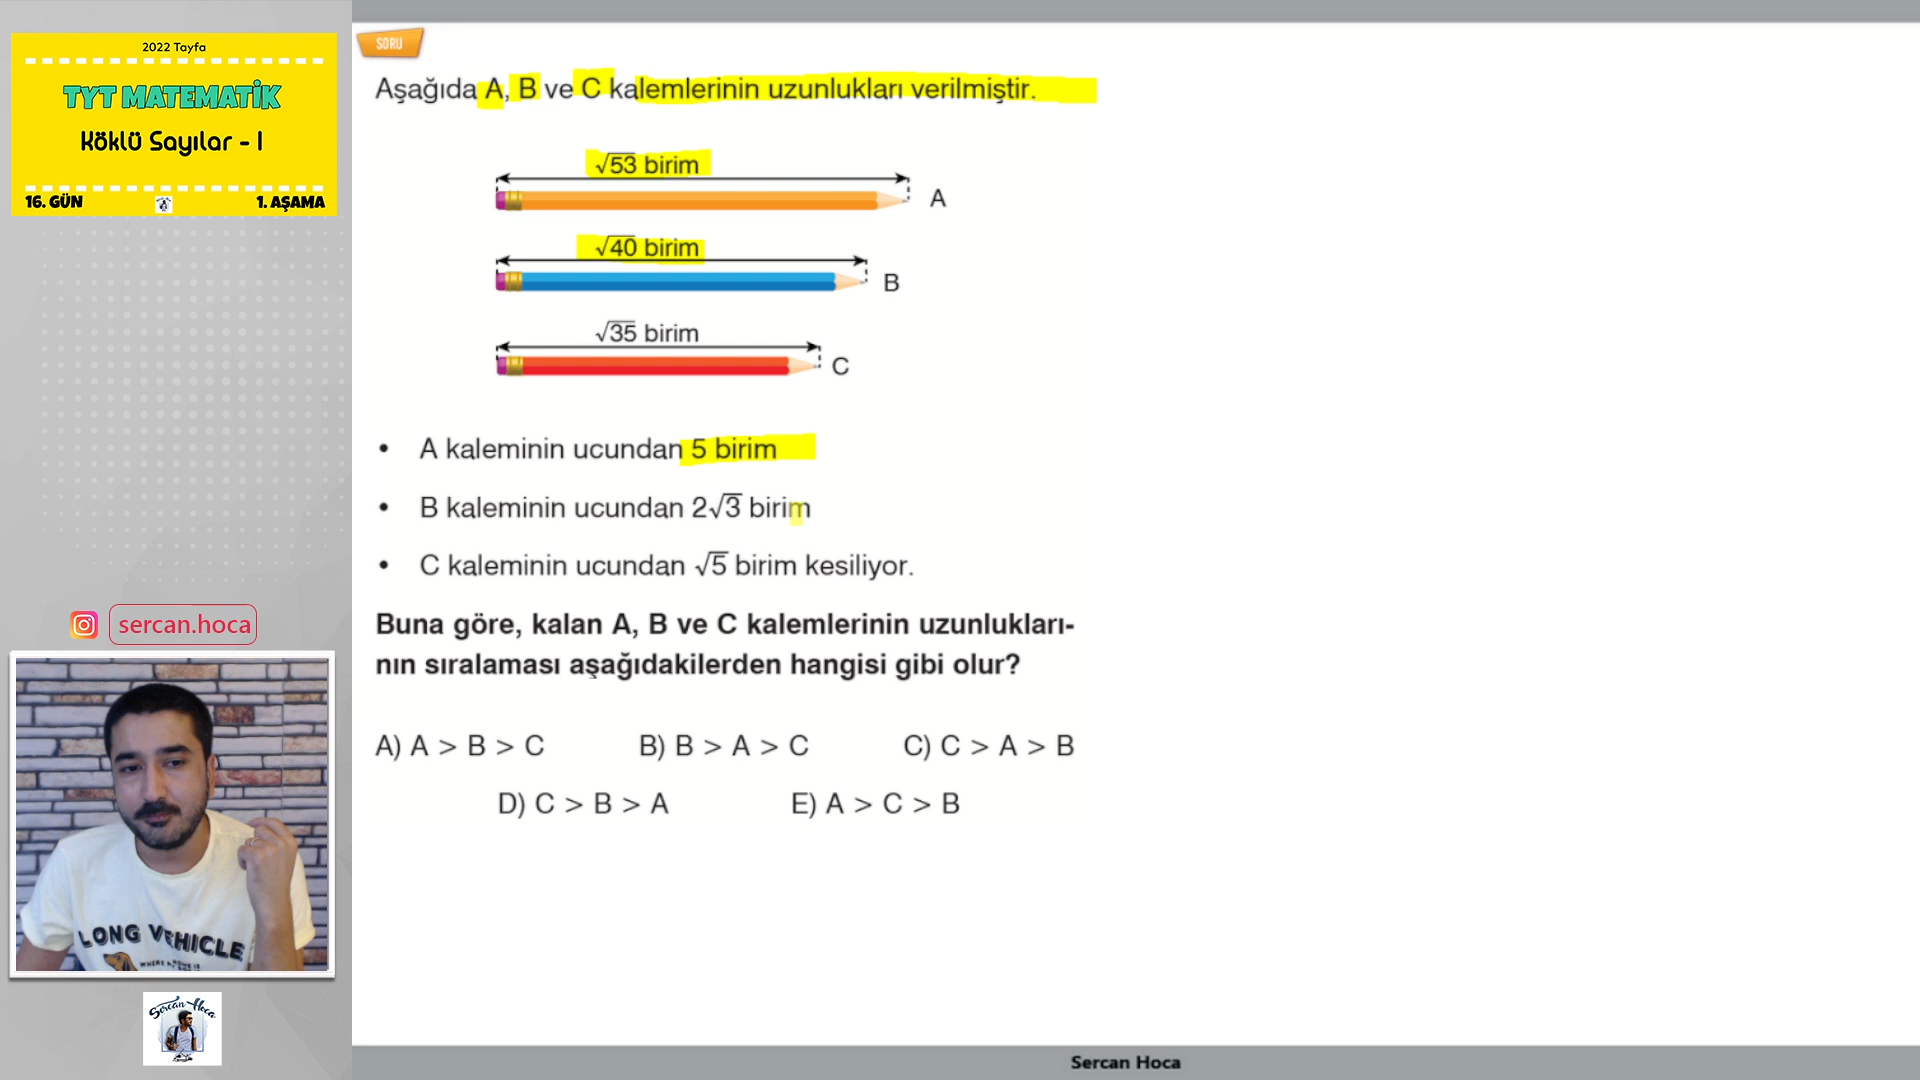 2022 Tayfa
TYT MATEMATİK
Köklü Sayılar - I
16. GÜN
1. AŞAMA
SORU
Aşağıda A, B ve C kalemlerinin uzunlukları verilmiştir.
√53 birim
A
√40 birim
B
√35 birim
C
• A kaleminin ucundan 5 birim
• B kaleminin ucundan 2√3 birim
• C kaleminin ucundan √5 birim kesiliyor.
Buna göre, kalan A, B ve C kalemlerinin uzunlukları-
nın sıralaması aşağıdakilerden hangisi gibi olur?
A) A > B > C B) B > A > C C) C > A > B
D) C > B > A E) A > C > B
sercan.hoca
LONG VEHICLE
Sercan Hoca
Sercan Hoca